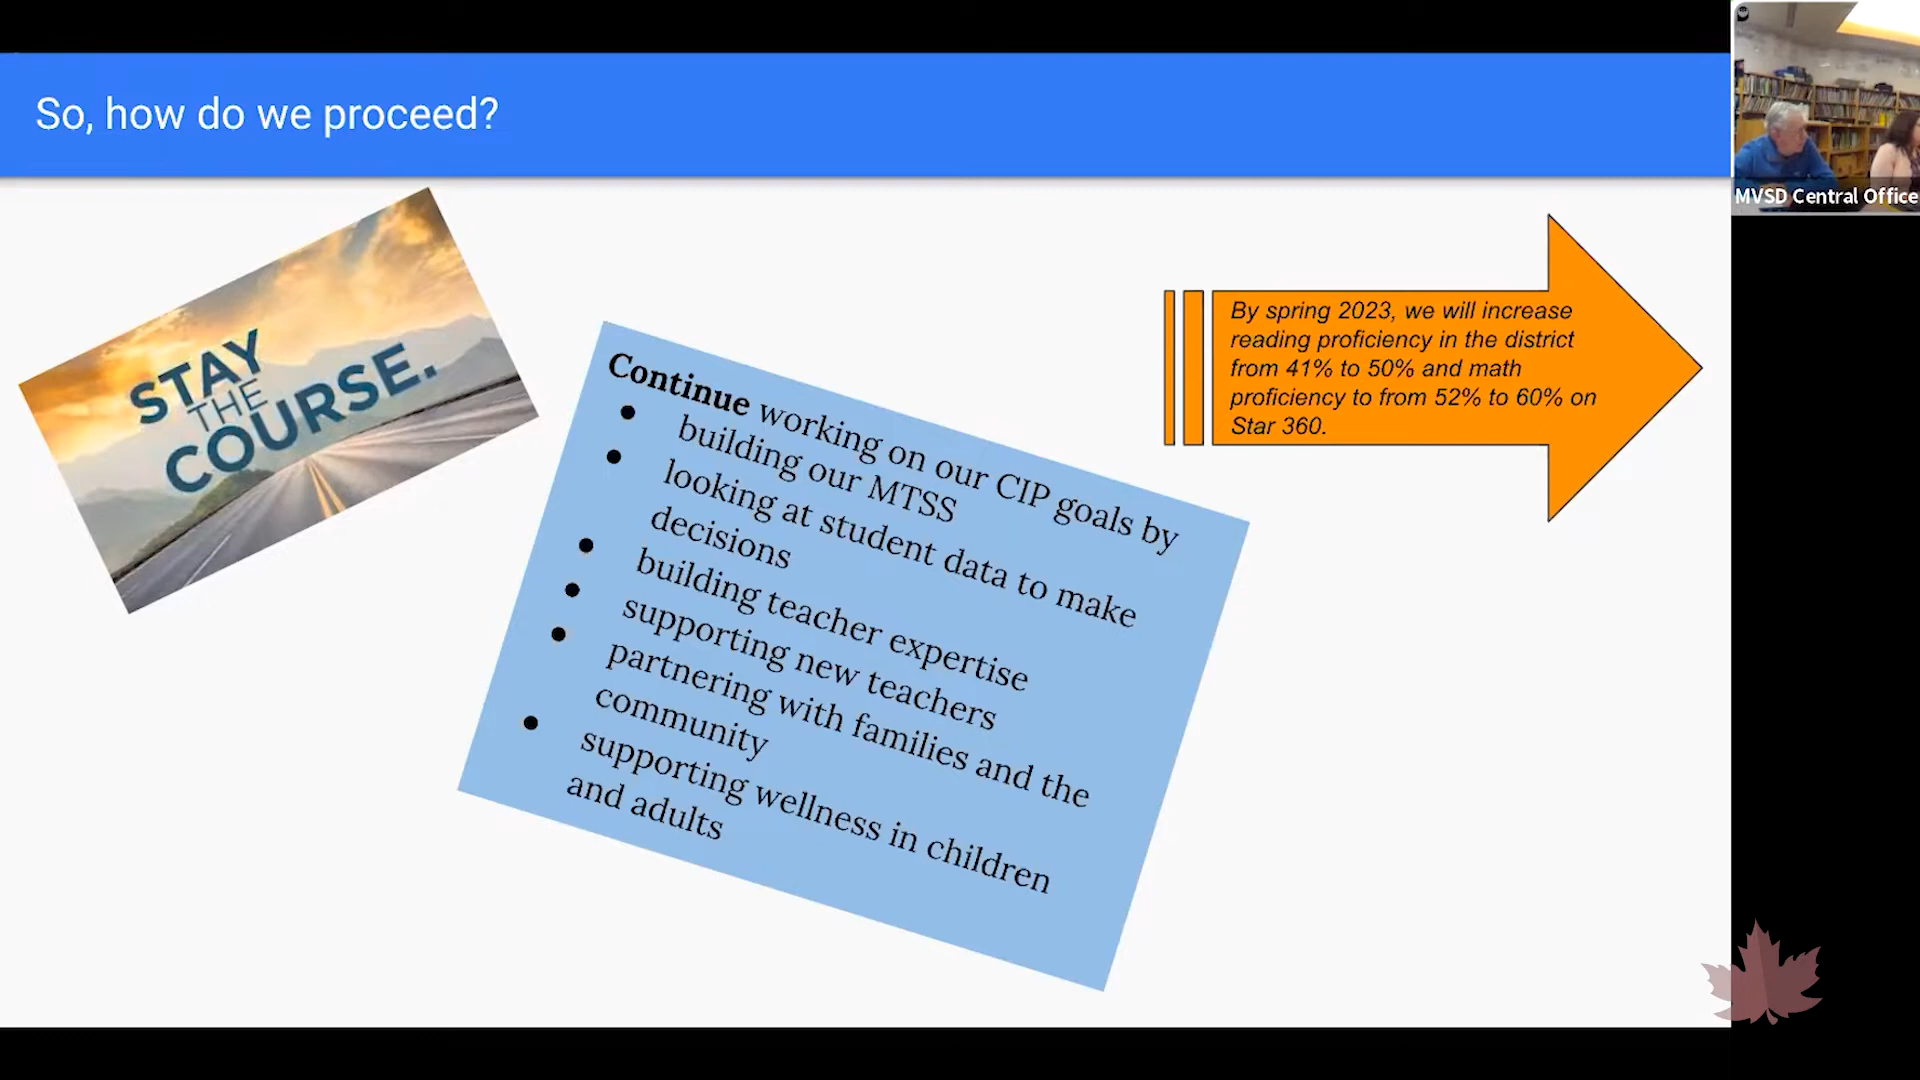 So, how do we proceed?
MVSD Central Office
STAY
THE
COURSE.
By spring 2023, we will increase
reading proficiency in the district
from 41% to 50% and math
proficiency to from 52% to 60% on
Star 360.
Continue working on our CIP goals by
● building our MTSS
● looking at student data to make
decisions
● building teacher expertise
● supporting new teachers
● partnering with families and the
community
● supporting wellness in children
and adults